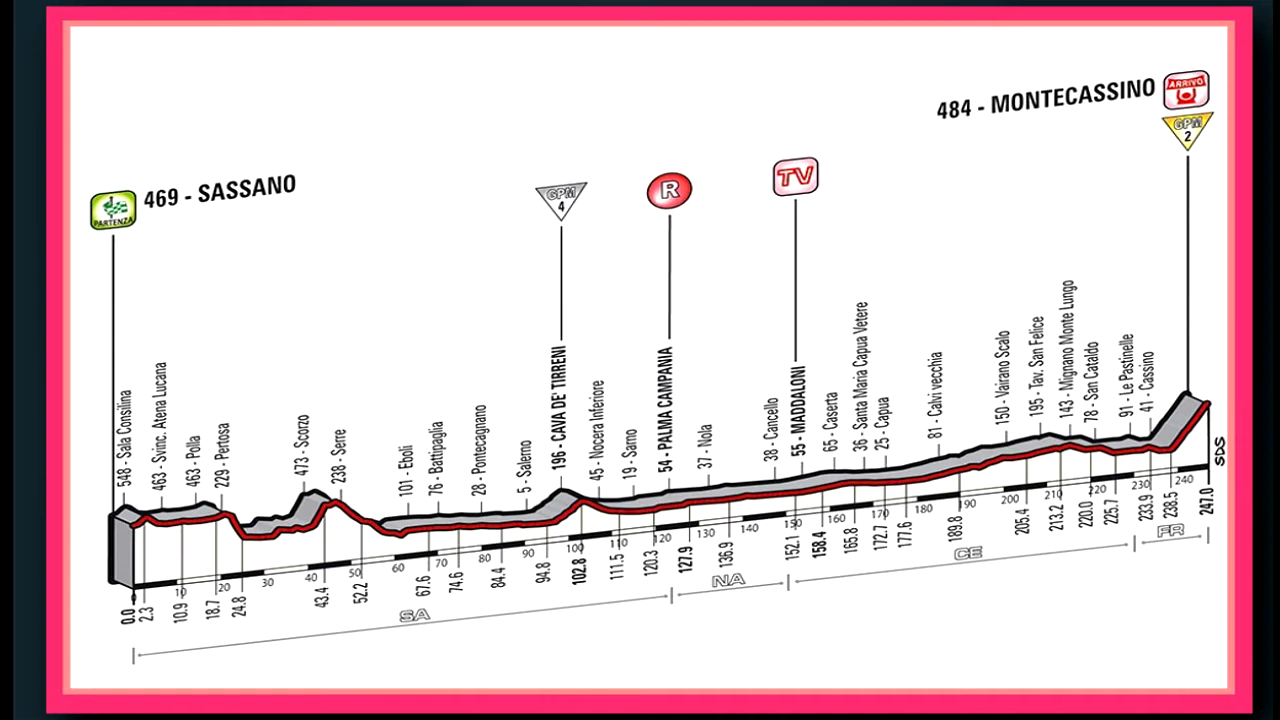 ARRIVO
484 - MONTECASSINO
GPM
2
469 - SASSANO
PARTENZA
GPM
4
R
TV
548 - Sala Consilina
463 - Svinc. Atena Lucana
463 - Polla
229 - Pertosa
473 - Scorzo
238 - Serre
101 - Eboli
76 - Battipaglia
28 - Pontecagnano
5 - Salerno
196 - CAVA DE' TIRRENI
45 - Nocera Inferiore
19 - Sarno
54 - PALMA CAMPANIA
37 - Nola
38 - Cancello
55 - MADDALONI
65 - Caserta
36 - Santa Maria Capua Vetere
25 - Capua
81 - Calvi vecchia
150 - Vairano Scalo
195 - Tav. San Felice
143 - Mignano Monte Lungo
78 - San Cataldo
91 - Le Pastinelle
41 - Cassino
SDS
0
10
20
30
40
50
60
70
80
90
100
110
120
130
140
150
160
170
180
190
200
210
220
230
240
0.0
2.3
10.9
18.7
24.8
43.4
52.2
67.6
74.6
84.4
94.8
102.8
111.5
120.3
127.9
136.9
152.1
158.4
165.8
172.7
177.6
189.8
205.4
213.2
220.0
225.7
233.9
238.5
247.0
SA
NA
CE
FR